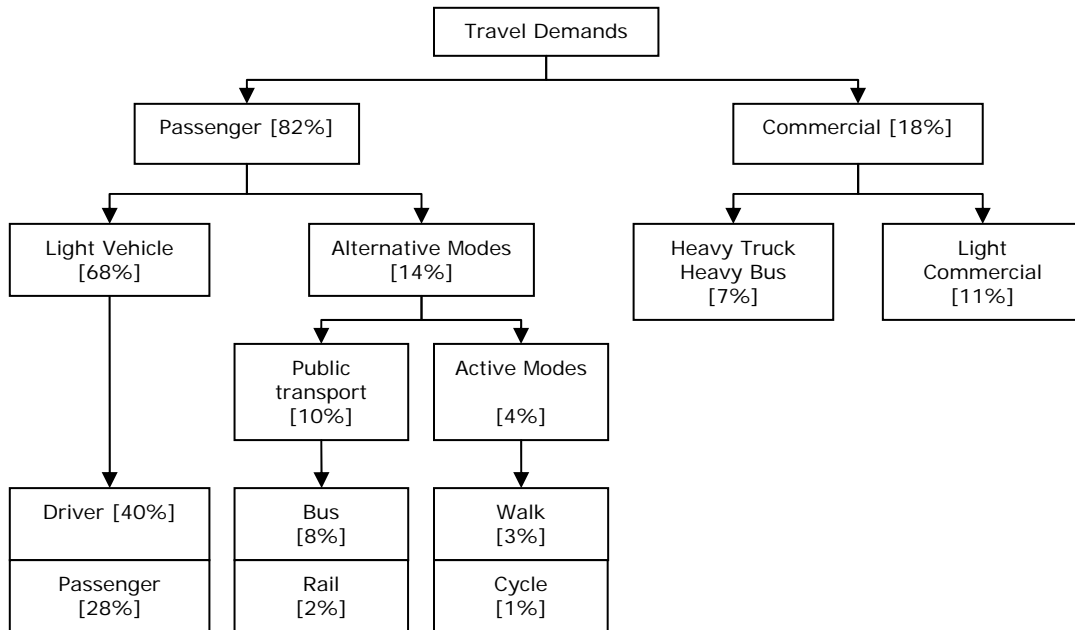 Travel Demands
Passenger [82%]
Commercial [18%]
Light Vehicle
[68%]
Alternative Modes
[14%]
Heavy Truck
Heavy Bus
[7%]
Light
Commercial
[11%]
Public
transport
[10%]
Active Modes
[4%]
Driver [40%]
Passenger
[28%]
Bus
[8%]
Rail
[2%]
Walk
[3%]
Cycle
[1%]